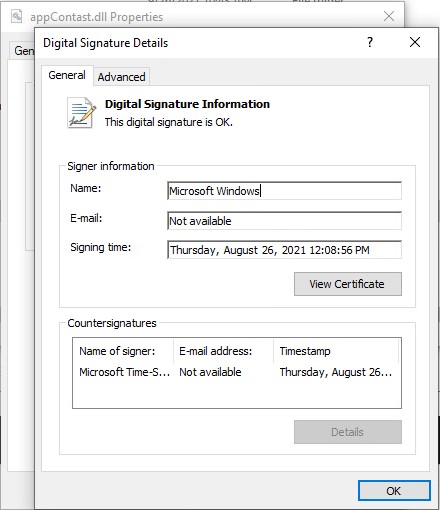 appContast.dll Properties
Digital Signature Details
Gen
General
Advanced
Digital Signature Information
This digital signature is OK.
Signer information
Name:
Microsoft Windows
E-mail:
Not available
Signing time:
Thursday, August 26, 2021 12:08:56 PM
View Certificate
Countersignatures
Name of signer: E-mail address: Timestamp
Microsoft Time-S... Not available Thursday, August 26...
Details
OK